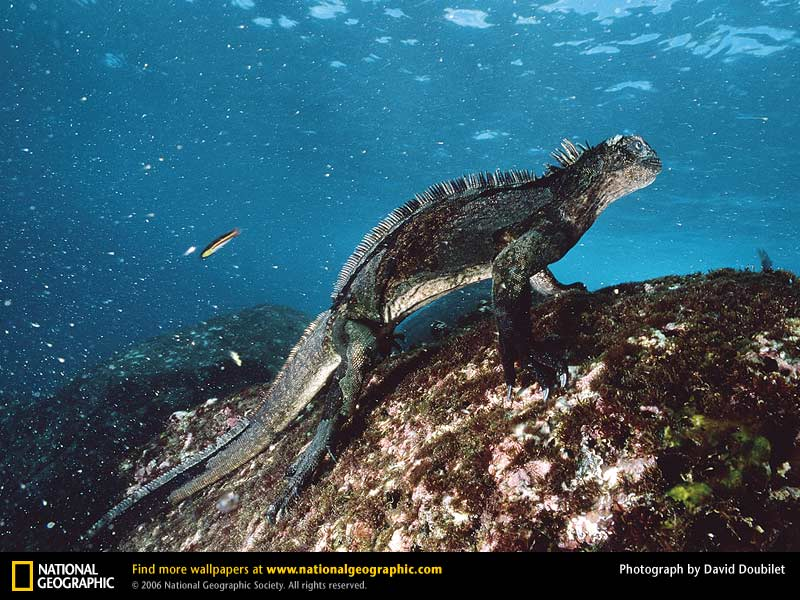 NATIONAL
GEOGRAPHIC
Find more wallpapers at www.nationalgeographic.com
© 2006 National Geographic Society. All rights reserved.
Photograph by David Doubilet